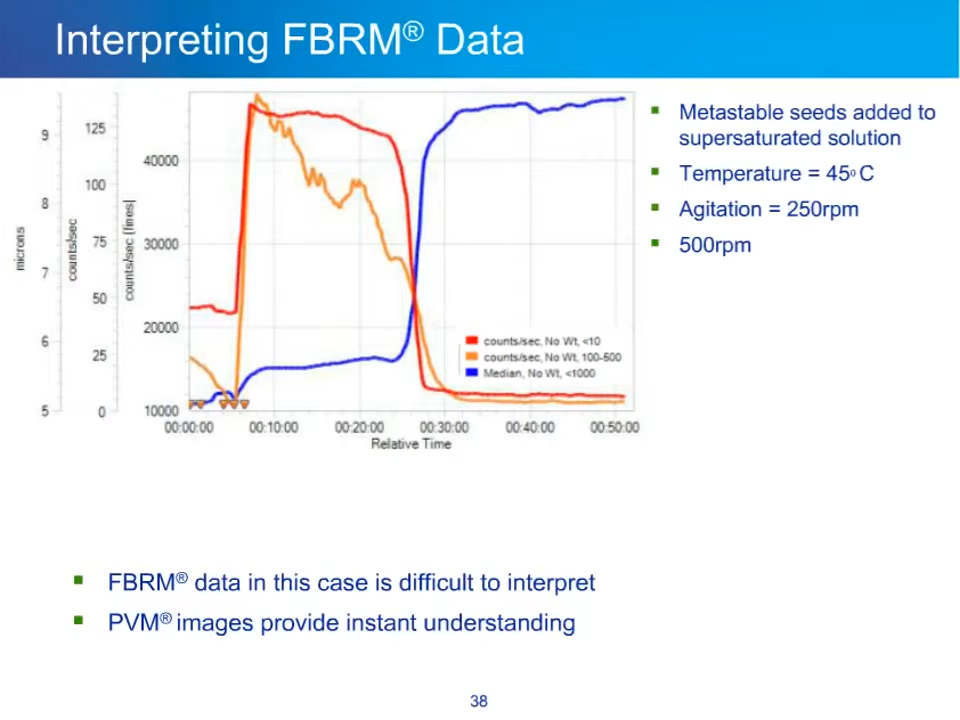 Interpreting FBRM® Data
microns
9
8
7
6
5
counts/sec
125
100
75
50
25
0
counts/sec [fines]
40000
30000
20000
10000
counts/sec, No Wt, <10
counts/sec, No Wt, 100-500
Median, No Wt, <1000
00:00:00 00:10:00 00:20:00 00:30:00 00:40:00 00:50:00
Relative Time
Metastable seeds added to
supersaturated solution
Temperature = 45º C
Agitation = 250rpm
500rpm
FBRM® data in this case is difficult to interpret
PVM® images provide instant understanding
38